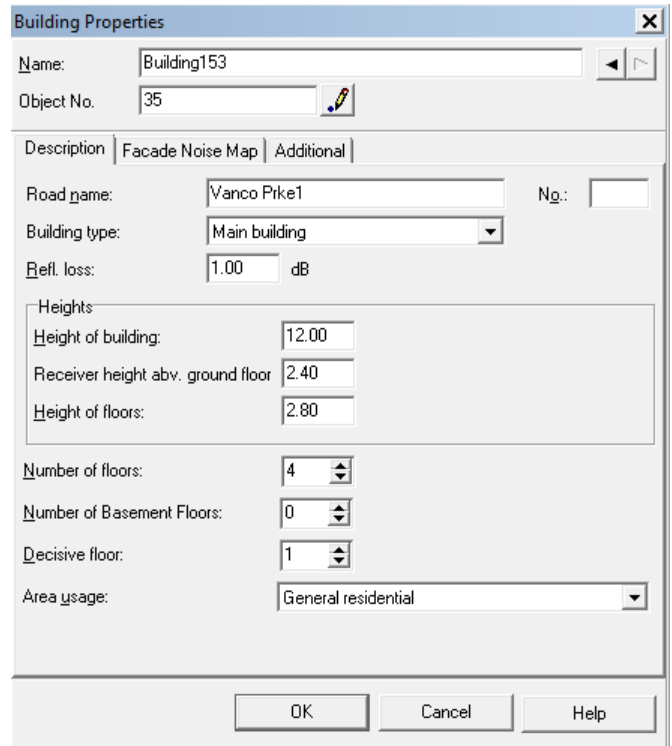 Building Properties
Name: Building153
Object No. 35
Description Facade Noise Map Additional
Road name: Vanco Prke1 No.:
Building type: Main building
Refl. loss: 1.00 dB
Heights
Height of building: 12.00
Receiver height abv. ground floor 2.40
Height of floors: 2.80
Number of floors: 4
Number of Basement Floors: 0
Decisive floor: 1
Area usage: General residential
OK Cancel Help